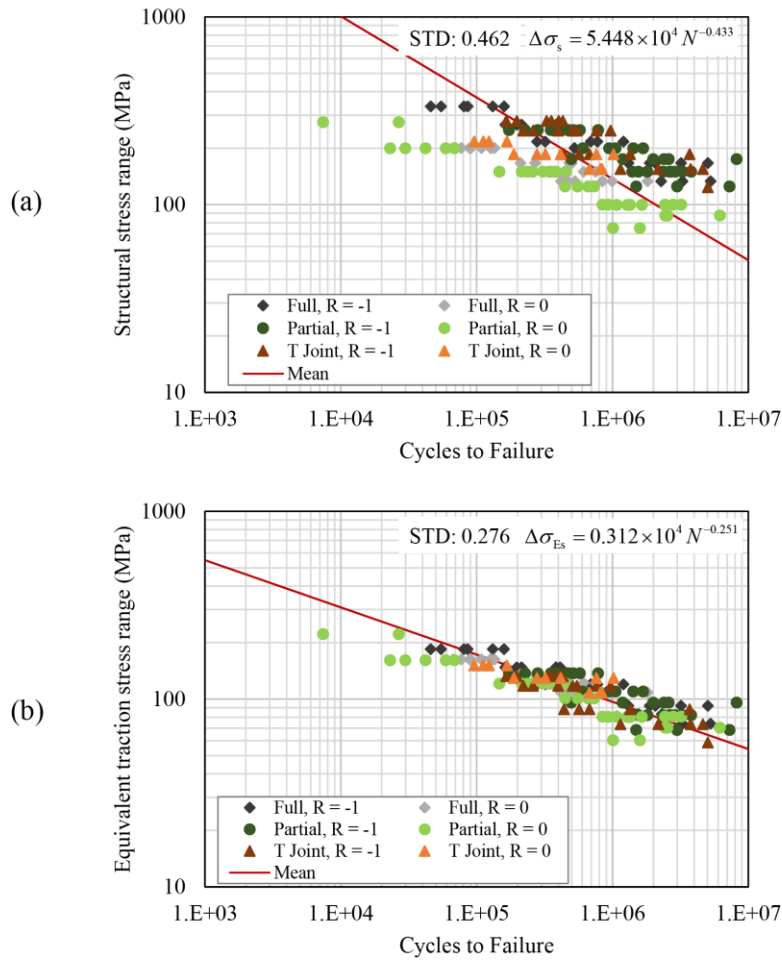 (a)
Structural stress range (MPa)
1000
100
10
STD: 0.462 Δσs = 5.448×10⁴ N⁻⁰·⁴³³
Full, R = -1 Full, R = 0
Partial, R = -1 Partial, R = 0
T Joint, R = -1 T Joint, R = 0
Mean
1.E+03 1.E+04 1.E+05 1.E+06 1.E+07
Cycles to Failure
(b)
Equivalent traction stress range (MPa)
1000
100
10
STD: 0.276 ΔσEs = 0.312×10⁴ N⁻⁰·²⁵¹
Full, R = -1 Full, R = 0
Partial, R = -1 Partial, R = 0
T Joint, R = -1 T Joint, R = 0
Mean
1.E+03 1.E+04 1.E+05 1.E+06 1.E+07
Cycles to Failure